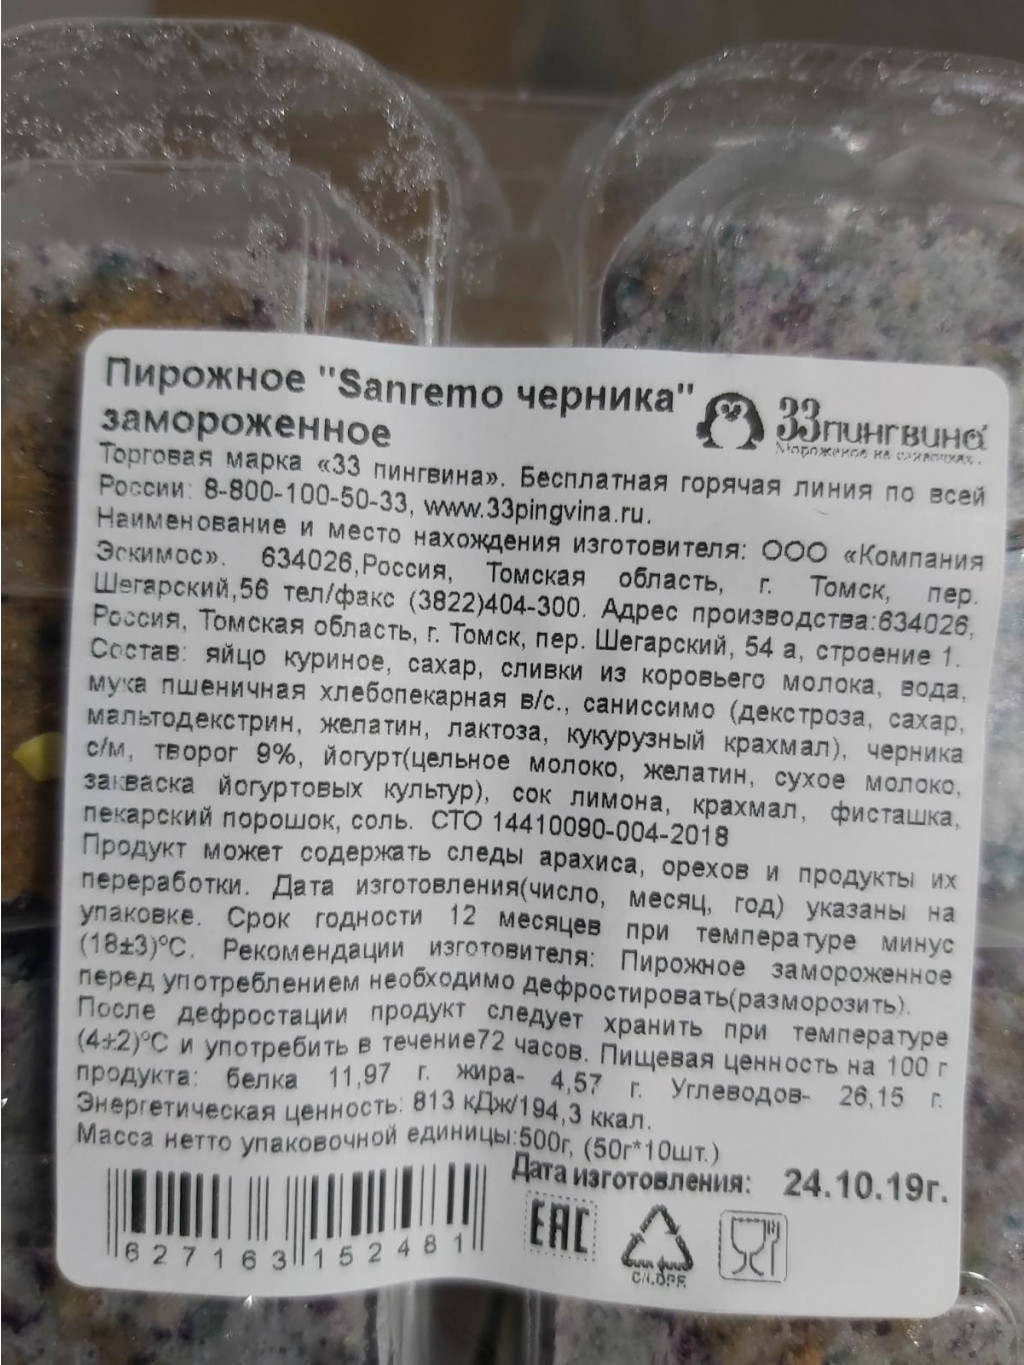 Пирожное "Sanremo черника"
замороженное
33пингвина
Мороженое на сливках.
Торговая марка «33 пингвина». Бесплатная горячая линия по всей
России: 8-800-100-50-33, www.33pingvina.ru.
Наименование и место нахождения изготовителя: ООО «Компания
Эскимос». 634026,Россия, Томская область, г. Томск, пер.
Шегарский,56 тел/факс (3822)404-300. Адрес производства:634026,
Россия, Томская область, г. Томск, пер. Шегарский, 54 а, строение 1.
Состав: яйцо куриное, сахар, сливки из коровьего молока, вода,
мука пшеничная хлебопекарная в/с., саниссимо (декстроза, сахар,
мальтодекстрин, желатин, лактоза, кукурузный крахмал), черника
с/м, творог 9%, йогурт(цельное молоко, желатин, сухое молоко,
закваска йогуртовых культур), сок лимона, крахмал, фисташка,
пекарский порошок, соль. СТО 14410090-004-2018
Продукт может содержать следы арахиса, орехов и продукты их
переработки. Дата изготовления(число, месяц, год) указаны на
упаковке. Срок годности 12 месяцев при температуре минус
(18±3)°С. Рекомендации изготовителя: Пирожное замороженное
перед употреблением необходимо дефростировать(разморозить).
После дефростации продукт следует хранить при температуре
(4±2)°С и употребить в течение72 часов. Пищевая ценность на 100 г
продукта: белка 11,97 г. жира- 4,57 г. Углеводов- 26,15 г.
Энергетическая ценность: 813 кДж/194,3 ккал.
Масса нетто упаковочной единицы:500г, (50г*10шт.)
Дата изготовления: 24.10.19г.
627163 152481
EAC